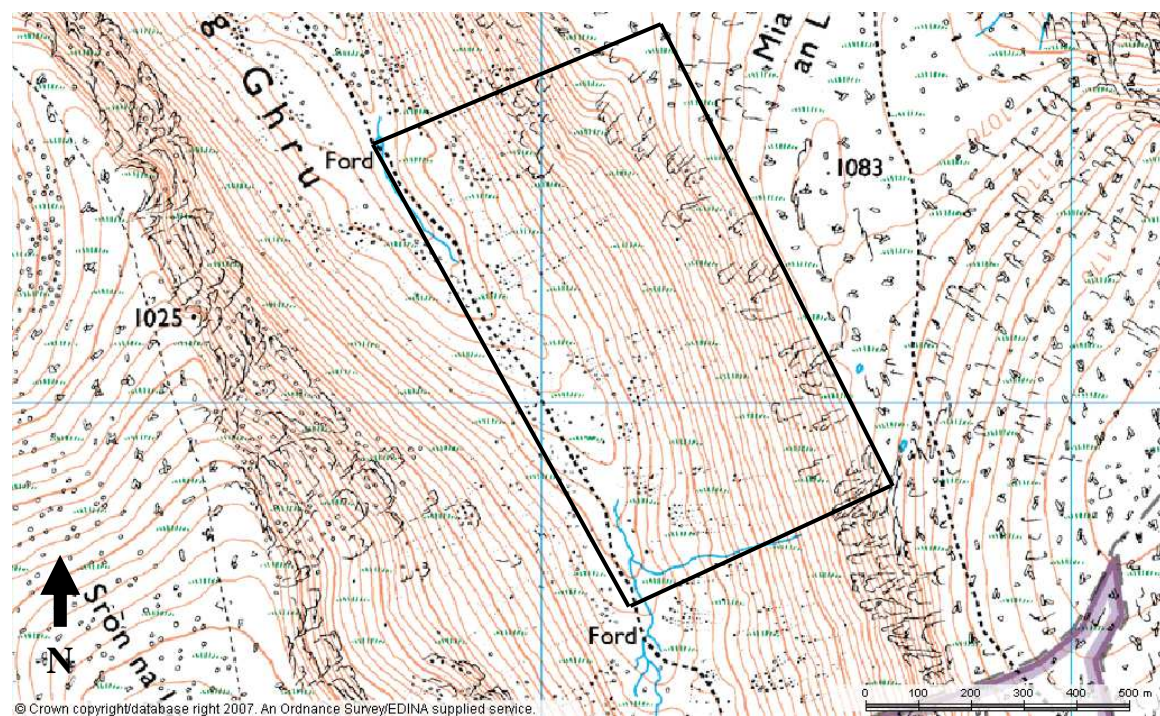 Ghru
Mia
an L
Ford
1083
1070
1025
Ford
Sròn na
N
0 100 200 300 400 500 m
© Crown copyright/database right 2007. An Ordnance Survey/EDINA supplied service.